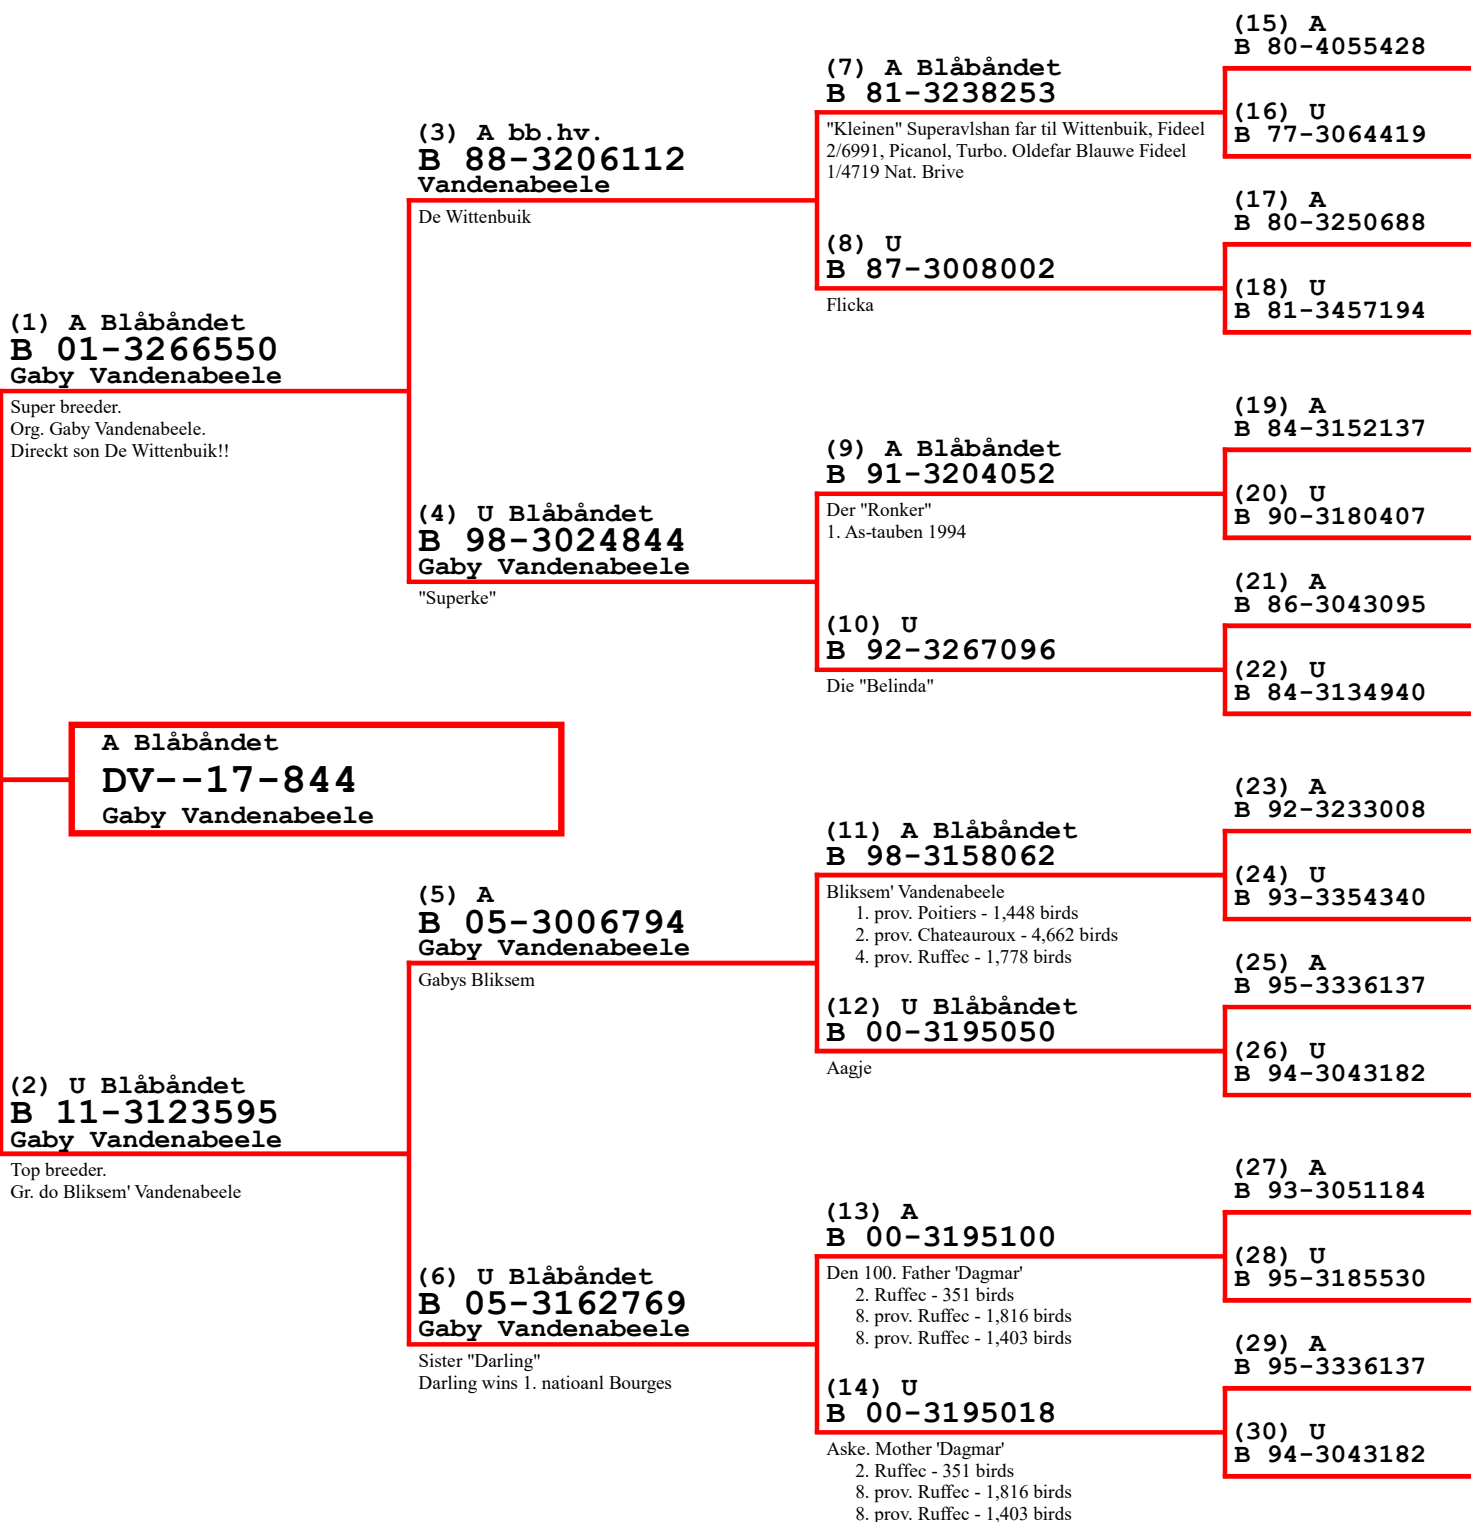 (1) A Blåbåndet
B 01-3266550
Gaby Vandenabeele
Super breeder.
Org. Gaby Vandenabeele.
Direckt son De Wittenbuik!!
A Blåbåndet
DV--17-844
Gaby Vandenabeele
(2) U Blåbåndet
B 11-3123595
Gaby Vandenabeele
Top breeder.
Gr. do Bliksem' Vandenabeele
(3) A bb.hv.
B 88-3206112
Vandenabeele
De Wittenbuik
(4) U Blåbåndet
B 98-3024844
Gaby Vandenabeele
"Superke"
(5) A
B 05-3006794
Gaby Vandenabeele
Gabys Bliksem
(6) U Blåbåndet
B 05-3162769
Gaby Vandenabeele
Sister "Darling"
Darling wins 1. natioanl Bourges
(7) A Blåbåndet
B 81-3238253
"Kleinen" Superavlshan far til Wittenbuik, Fideel
2/6991, Picanol, Turbo. Oldefar Blauwe Fideel
1/4719 Nat. Brive
(8) U
B 87-3008002
Flicka
(9) A Blåbåndet
B 91-3204052
Der "Ronker"
1. As-tauben 1994
(10) U
B 92-3267096
Die "Belinda"
(11) A Blåbåndet
B 98-3158062
Bliksem' Vandenabeele
1. prov. Poitiers - 1,448 birds
2. prov. Chateauroux - 4,662 birds
4. prov. Ruffec - 1,778 birds
(12) U Blåbåndet
B 00-3195050
Aagje
(13) A
B 00-3195100
Den 100. Father 'Dagmar'
2. Ruffec - 351 birds
8. prov. Ruffec - 1,816 birds
8. prov. Ruffec - 1,403 birds
(14) U
B 00-3195018
Aske. Mother 'Dagmar'
2. Ruffec - 351 birds
8. prov. Ruffec - 1,816 birds
8. prov. Ruffec - 1,403 birds
(15) A
B 80-4055428
(16) U
B 77-3064419
(17) A
B 80-3250688
(18) U
B 81-3457194
(19) A
B 84-3152137
(20) U
B 90-3180407
(21) A
B 86-3043095
(22) U
B 84-3134940
(23) A
B 92-3233008
(24) U
B 93-3354340
(25) A
B 95-3336137
(26) U
B 94-3043182
(27) A
B 93-3051184
(28) U
B 95-3185530
(29) A
B 95-3336137
(30) U
B 94-3043182